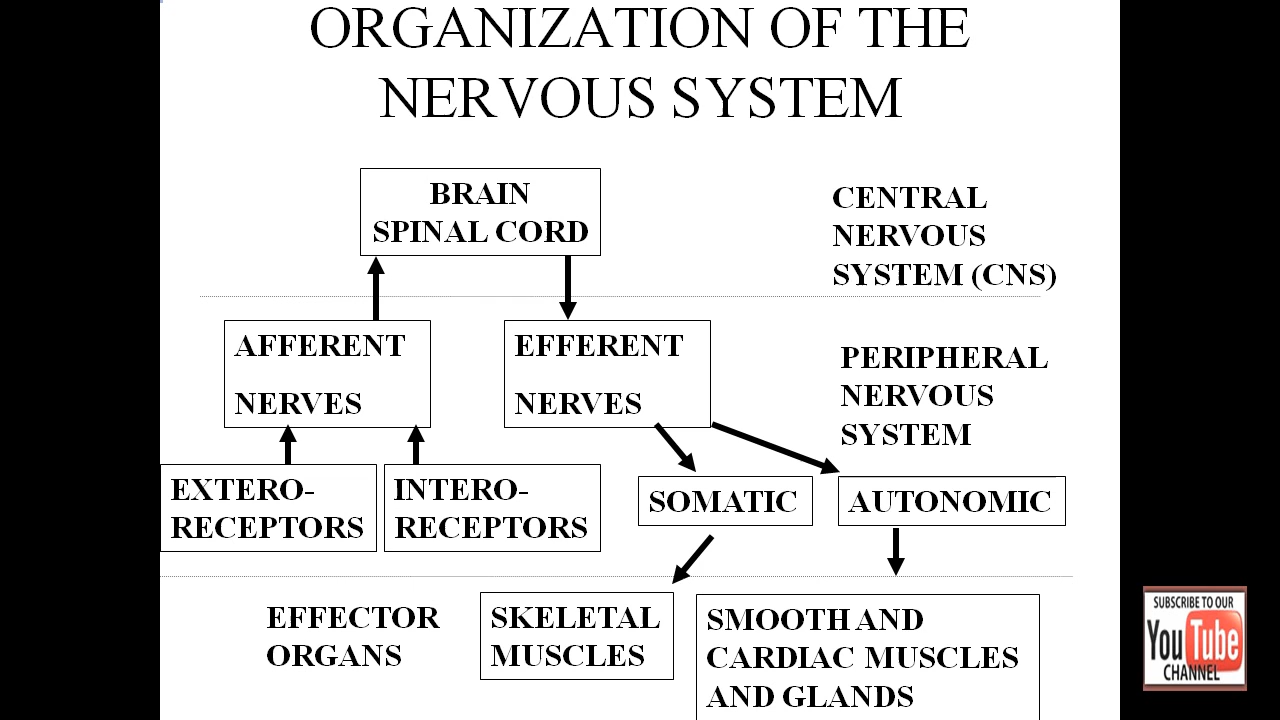 ORGANIZATION OF THE
NERVOUS SYSTEM
BRAIN
SPINAL CORD
CENTRAL
NERVOUS
SYSTEM (CNS)
AFFERENT
NERVES
EFFERENT
NERVES
PERIPHERAL
NERVOUS
SYSTEM
EXTERO-
RECEPTORS
INTERO-
RECEPTORS
SOMATIC
AUTONOMIC
EFFECTOR
ORGANS
SKELETAL
MUSCLES
SMOOTH AND
CARDIAC MUSCLES
AND GLANDS
SUBSCRIBE TO OUR
YouTube
CHANNEL